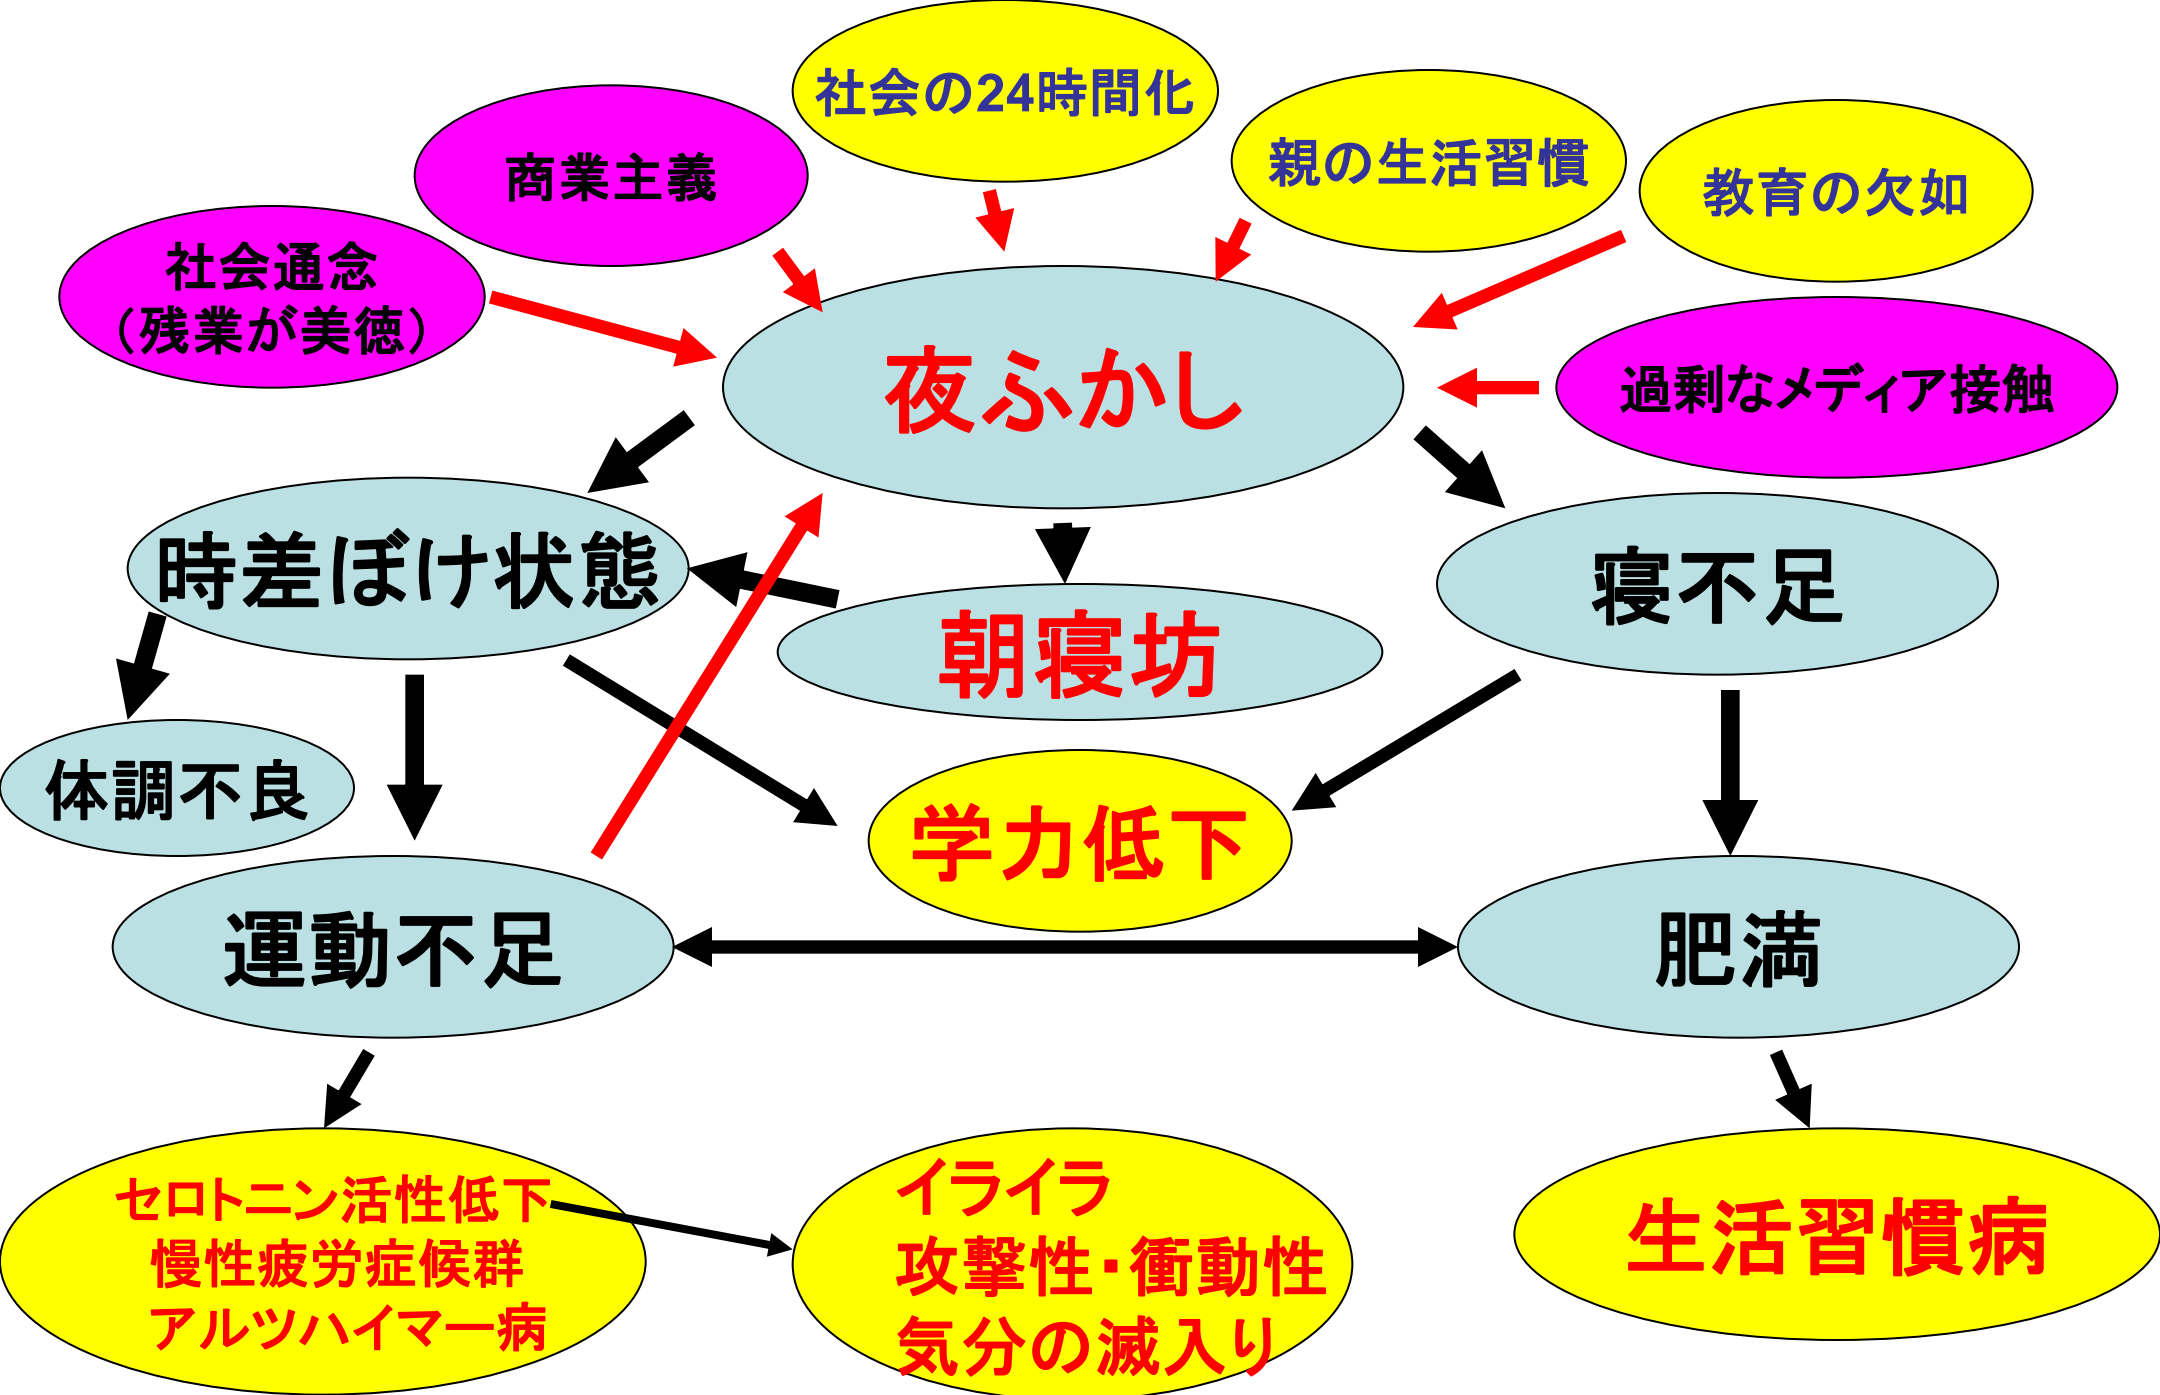 社会の24時間化
親の生活習慣
商業主義
教育の欠如
社会通念
（残業が美徳）
過剰なメディア接触
夜ふかし
時差ぼけ状態
寝不足
朝寝坊
体調不良
学力低下
運動不足
肥満
セロトニン活性低下
慢性疲労症候群
アルツハイマー病
イライラ
攻撃性・衝動性
気分の滅入り
生活習慣病